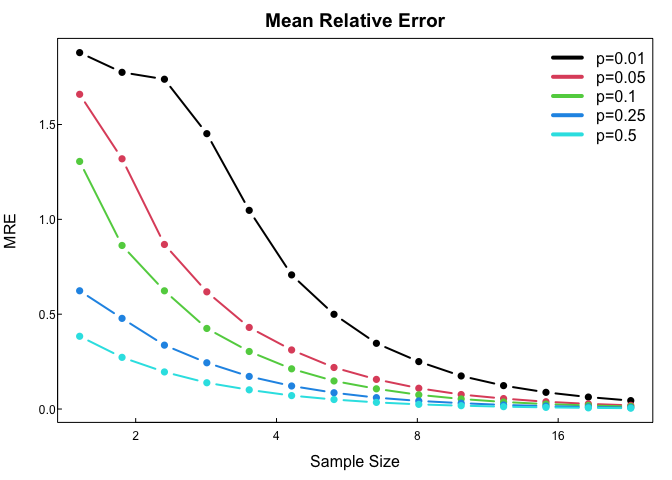 Mean Relative Error
p=0.01
p=0.05
p=0.1
p=0.25
p=0.5
MRE
1.5
1.0
0.5
0.0
2 4 8 16
Sample Size